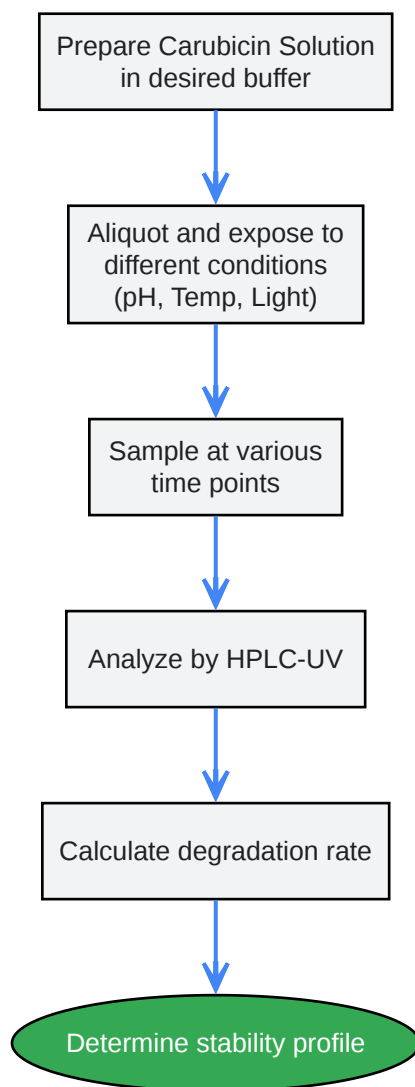 Prepare Carubicin Solution
in desired buffer
Aliquot and expose to
different conditions
(pH, Temp, Light)
Sample at various
time points
Analyze by HPLC-UV
Calculate degradation rate
Determine stability profile